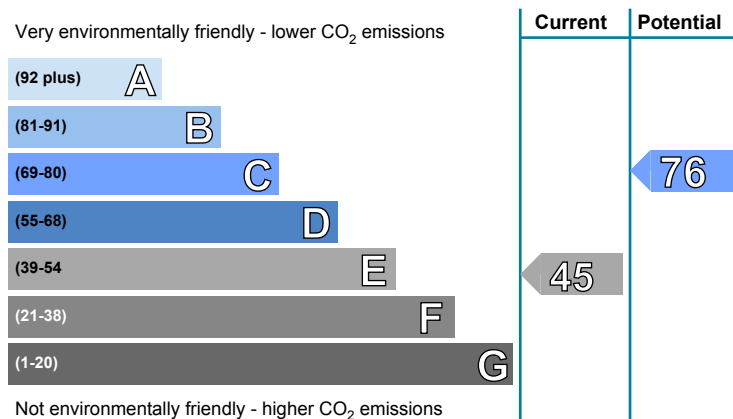 Very environmentally friendly - lower CO₂ emissions
Current Potential
(92 plus) A
(81-91) B
(69-80) C
76
(55-68) D
(39-54 E
45
(21-38) F
(1-20) G
Not environmentally friendly - higher CO₂ emissions